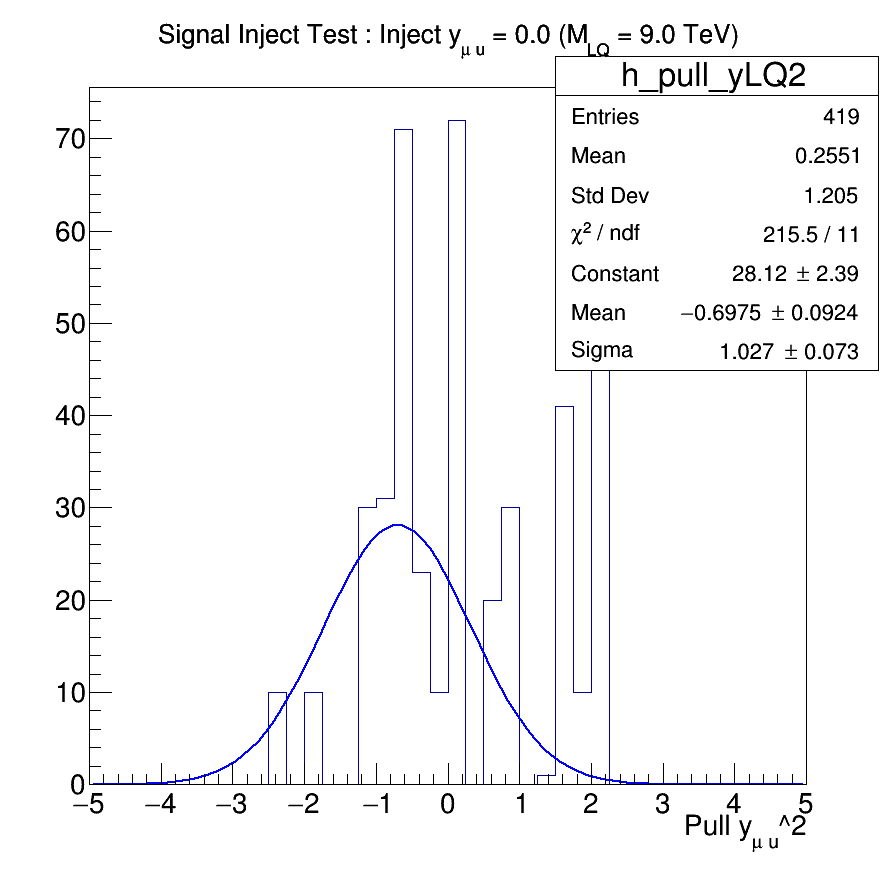 Signal Inject Test : Inject y_μ u = 0.0 (M_LQ = 9.0 TeV)
h_pull_yLQ2
Entries 419
Mean 0.2551
Std Dev 1.205
χ² / ndf 215.5 / 11
Constant 28.12 ± 2.39
Mean −0.6975 ± 0.0924
Sigma 1.027 ± 0.073
70
60
50
40
30
20
10
0
−5 −4 −3 −2 −1 0 1 2 3 4 5
Pull y_μ u^2